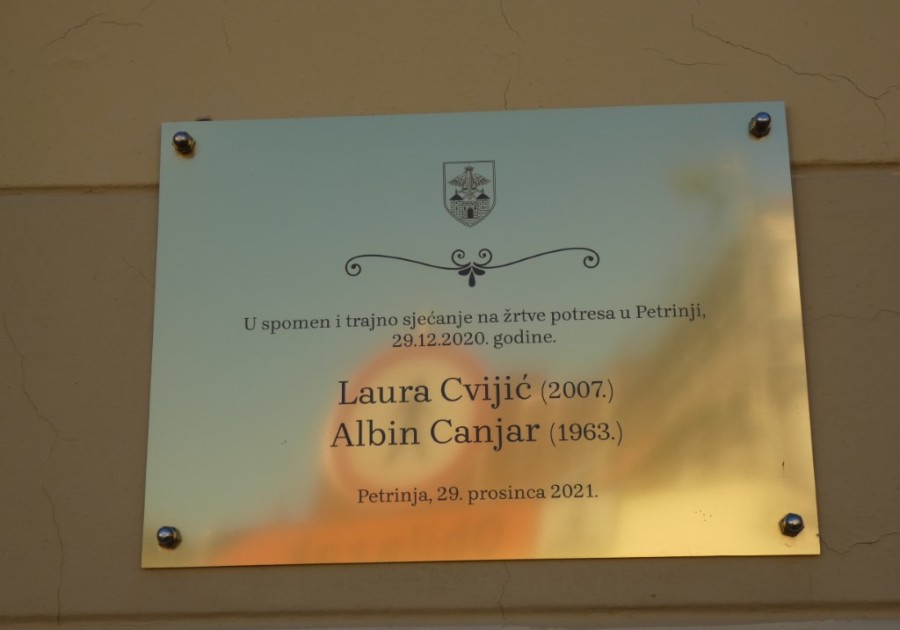 U spomen i trajno sjećanje na žrtve potresa u Petrinji,
29.12.2020. godine.
Laura Cvijić (2007.)
Albin Canjar (1963.)
Petrinja, 29. prosinca 2021.